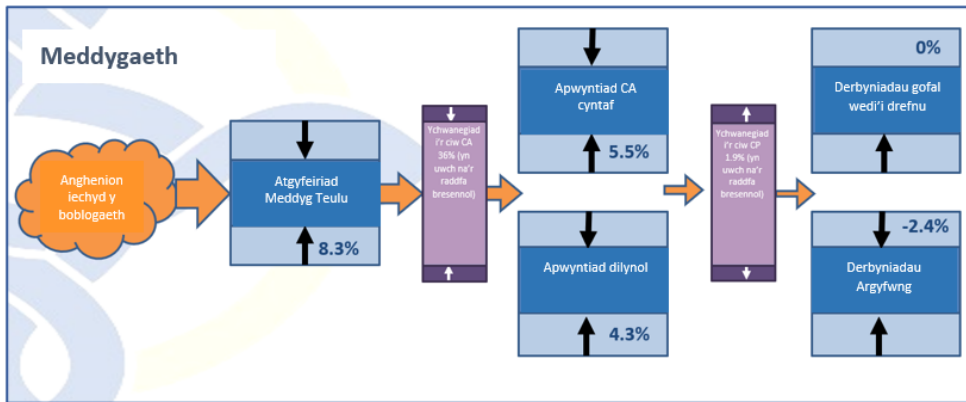 Meddygaeth
Anghenion
iechyd y
boblogaeth
Atgyfeiriad
Meddyg Teulu
8.3%
Ychwanegiad
i'r ciw CA
36% (yn
uwch na'r
raddfa
bresennol)
Apwyntiad CA
cyntaf
5.5%
Apwyntiad dilynol
4.3%
Ychwanegiad
i'r ciw CP
1.9% (yn
uwch na'r
raddfa
bresennol)
0%
Derbyniadau gofal
wedi'i drefnu
-2.4%
Derbyniadau
Argyfwng